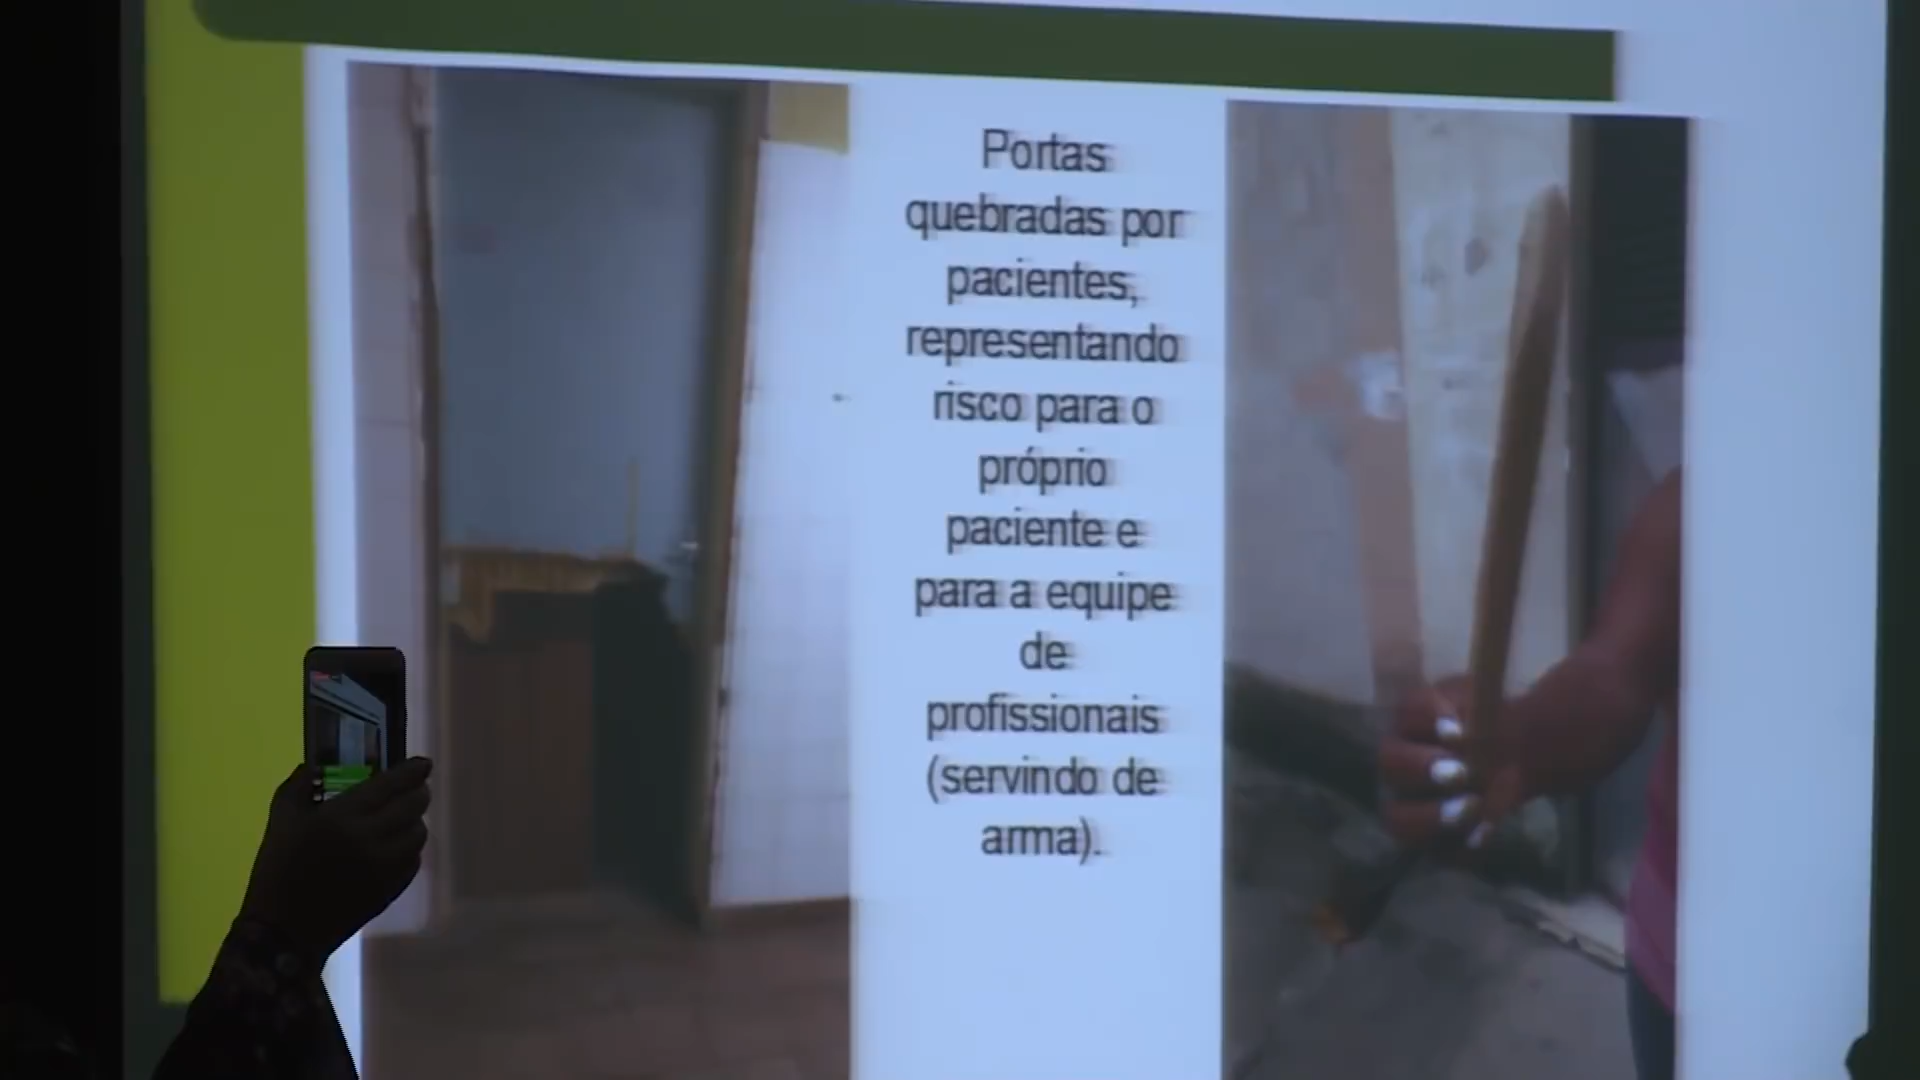 Portas
quebradas por
pacientes,
representando
risco para o
próprio
paciente e
para a equipe
de
profissionais
(servindo de
arma).